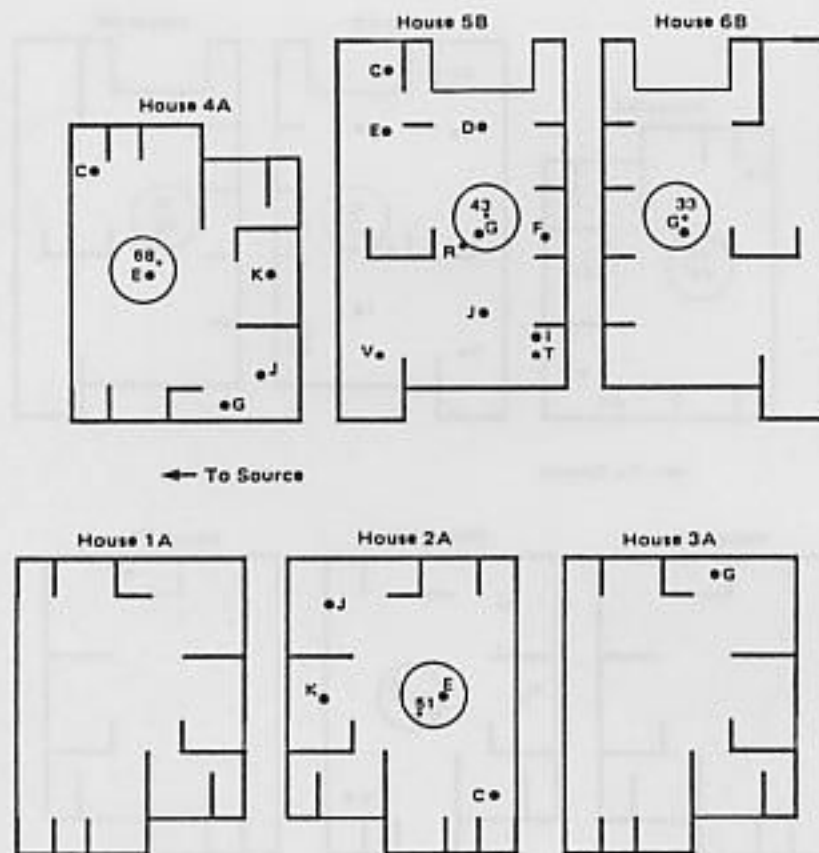 House 5B
House 6B
House 4A
C
E
D
C
43
G
F
R
33
G
68
E
K
J
J
V
I
T
G
← To Source
House 1A
House 2A
House 3A
J
G
K
E
51
C